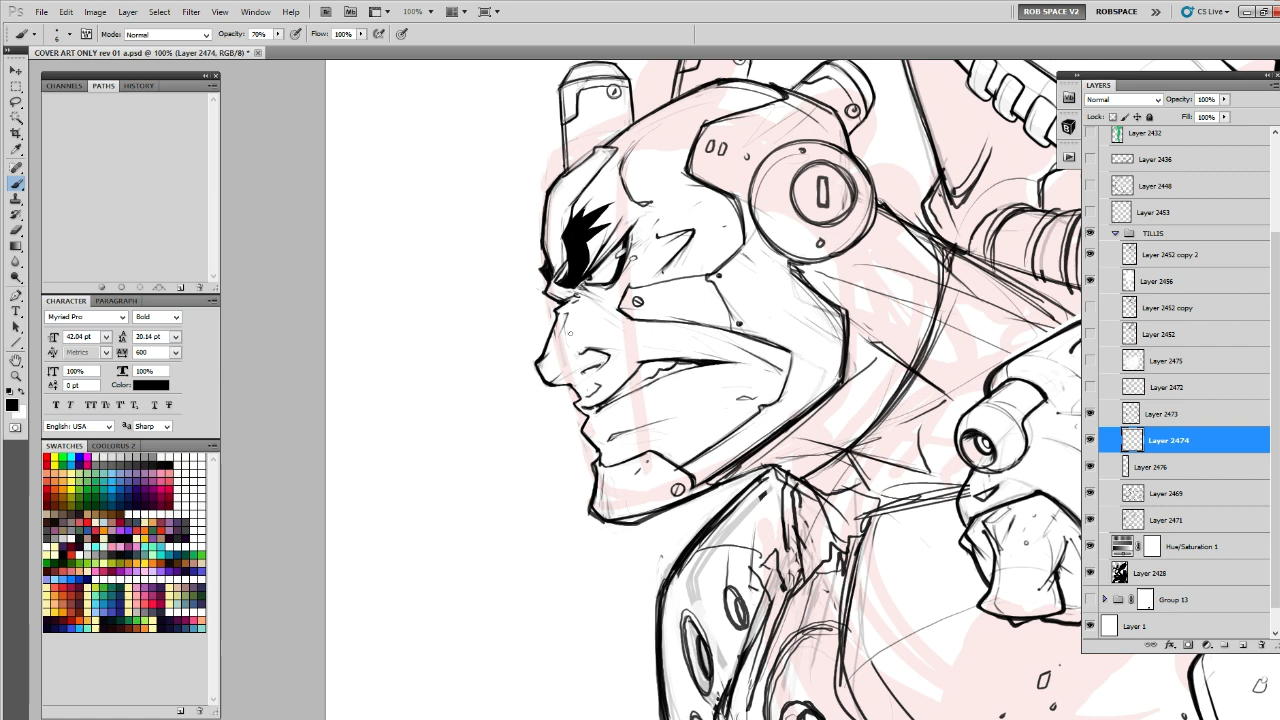 Ps File Edit Image Layer Select Filter View Window Help Br Mb 100% ROB SPACE V2 ROBSPACE CS Live
6 Mode: Normal Opacity: 70% Flow: 100%
COVER ART ONLY rev 01 a.psd @ 100% (Layer 2474, RGB/8) *
CHANNELS PATHS HISTORY
CHARACTER PARAGRAPH
Myriad Pro Bold
42.04 pt 20.14 pt
Metrics 600
100% 100%
0 pt Color:
English: USA Sharp
SWATCHES COOLORUS 2
LAYERS
Normal Opacity: 100%
Lock: Fill: 100%
Layer 2432
Layer 2436
Layer 2448
Layer 2453
TILLIS
Layer 2452 copy 2
Layer 2456
Layer 2452 copy
Layer 2452
Layer 2475
Layer 2472
Layer 2473
Layer 2474
Layer 2476
Layer 2469
Layer 2471
Hue/Saturation 1
Layer 2428
Group 13
Layer 1